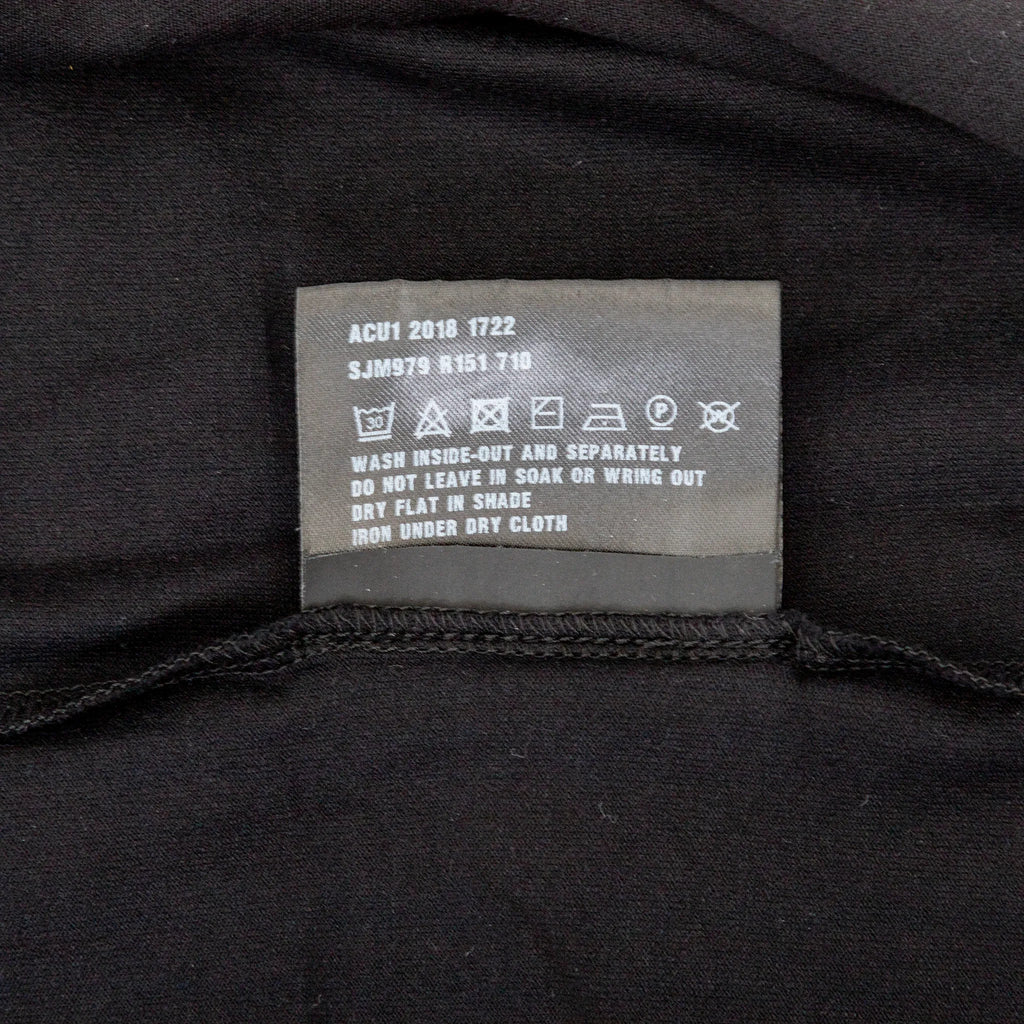 ACU1 2018 1722
SJM979 R151 710
30 P W
WASH INSIDE-OUT AND SEPARATELY
DO NOT LEAVE IN SOAK OR WRING OUT
DRY FLAT IN SHADE
IRON UNDER DRY CLOTH